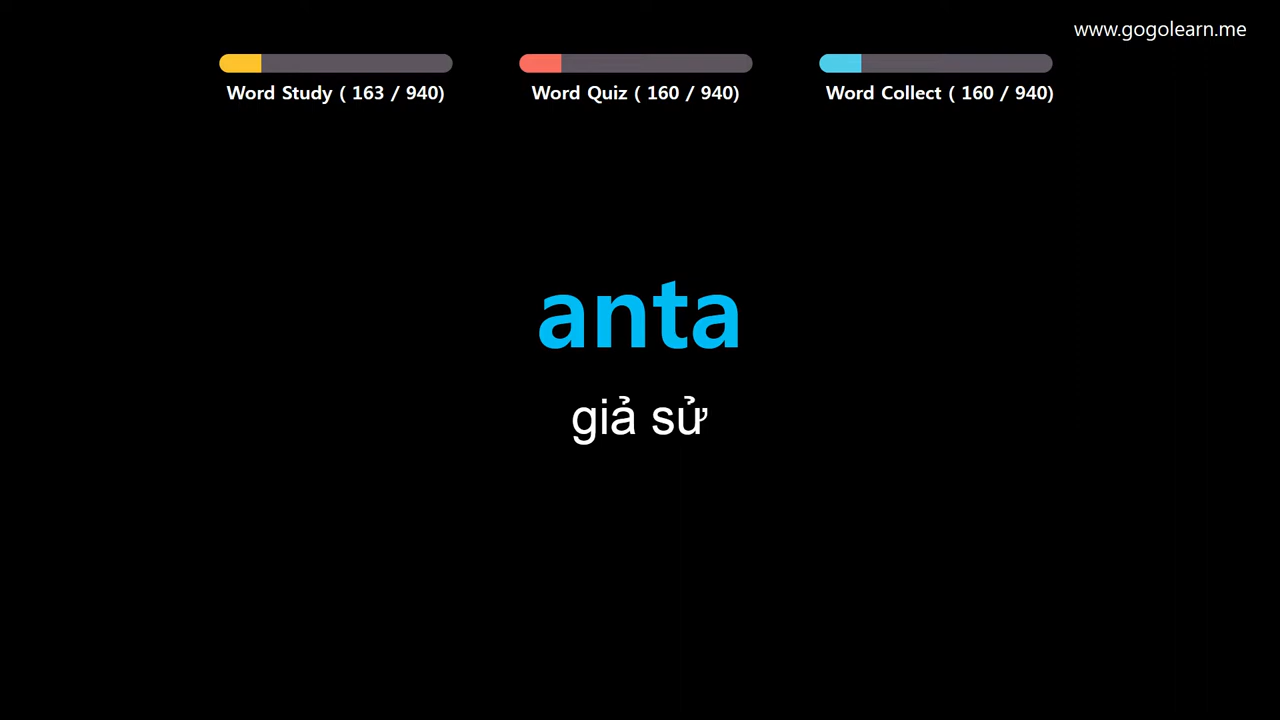 www.gogolearn.me
Word Study ( 163 / 940)
Word Quiz ( 160 / 940)
Word Collect ( 160 / 940)
anta
giả sử